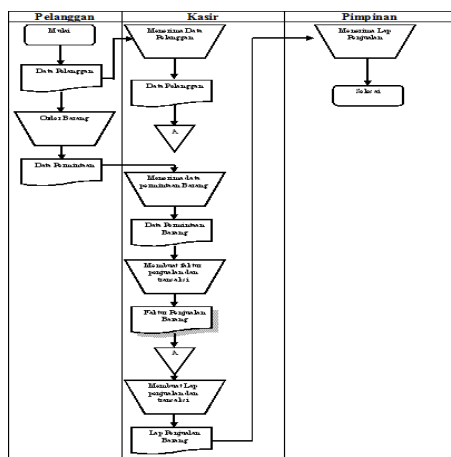 Pelanggan
Kasir
Pimpinan
Mulai
Data Pelanggan
Order Barang
Data Permintaan
Menerima Data
Pelanggan
Data Pelanggan
A
Menerima data
permintaan Barang
Data Permintaan
Barang
Membuat faktur
penjualan dan
transaksi
Faktur Penjualan
Barang
A
Membuat Lap
penjualan dan
transaksi
Lap Penjualan
Barang
Menerima Lap
Penjualan
Selesai